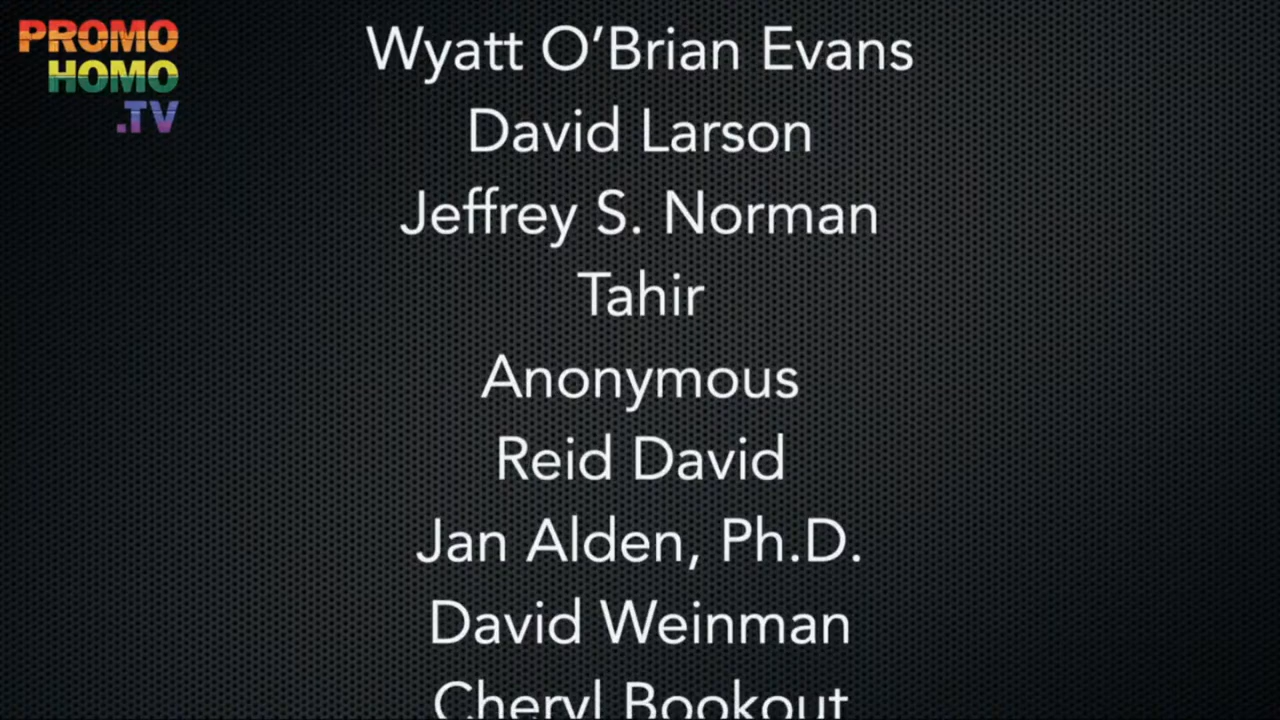 PROMO
HOMO
.TV
Wyatt O’Brian Evans
David Larson
Jeffrey S. Norman
Tahir
Anonymous
Reid David
Jan Alden, Ph.D.
David Weinman
Cheryl Bookout